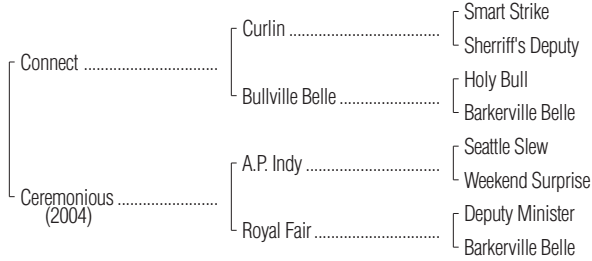 Smart Strike
Curlin ....................................
Sherriff's Deputy
Connect ................................
Holy Bull
Bullville Belle ........................
Barkerville Belle
Seattle Slew
A.P. Indy ................................
Weekend Surprise
Ceremonious ........................
(2004)
Deputy Minister
Royal Fair ..............................
Barkerville Belle